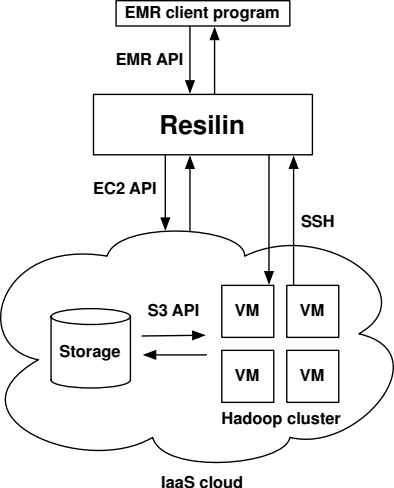 EMR client program
EMR API
Resilin
EC2 API
SSH
S3 API
VM VM
Storage
VM VM
Hadoop cluster
IaaS cloud